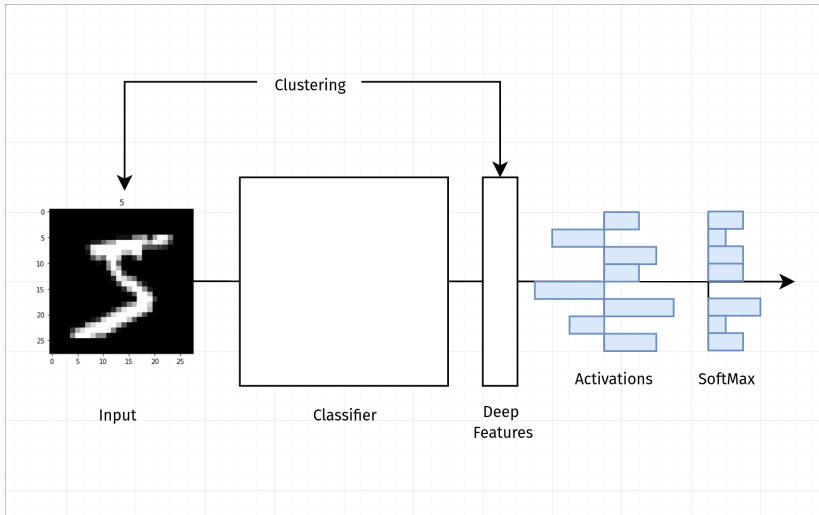 Clustering
5
0
5
10
15
20
25
0 5 10 15 20 25
Input
Classifier
Deep
Features
Activations
SoftMax